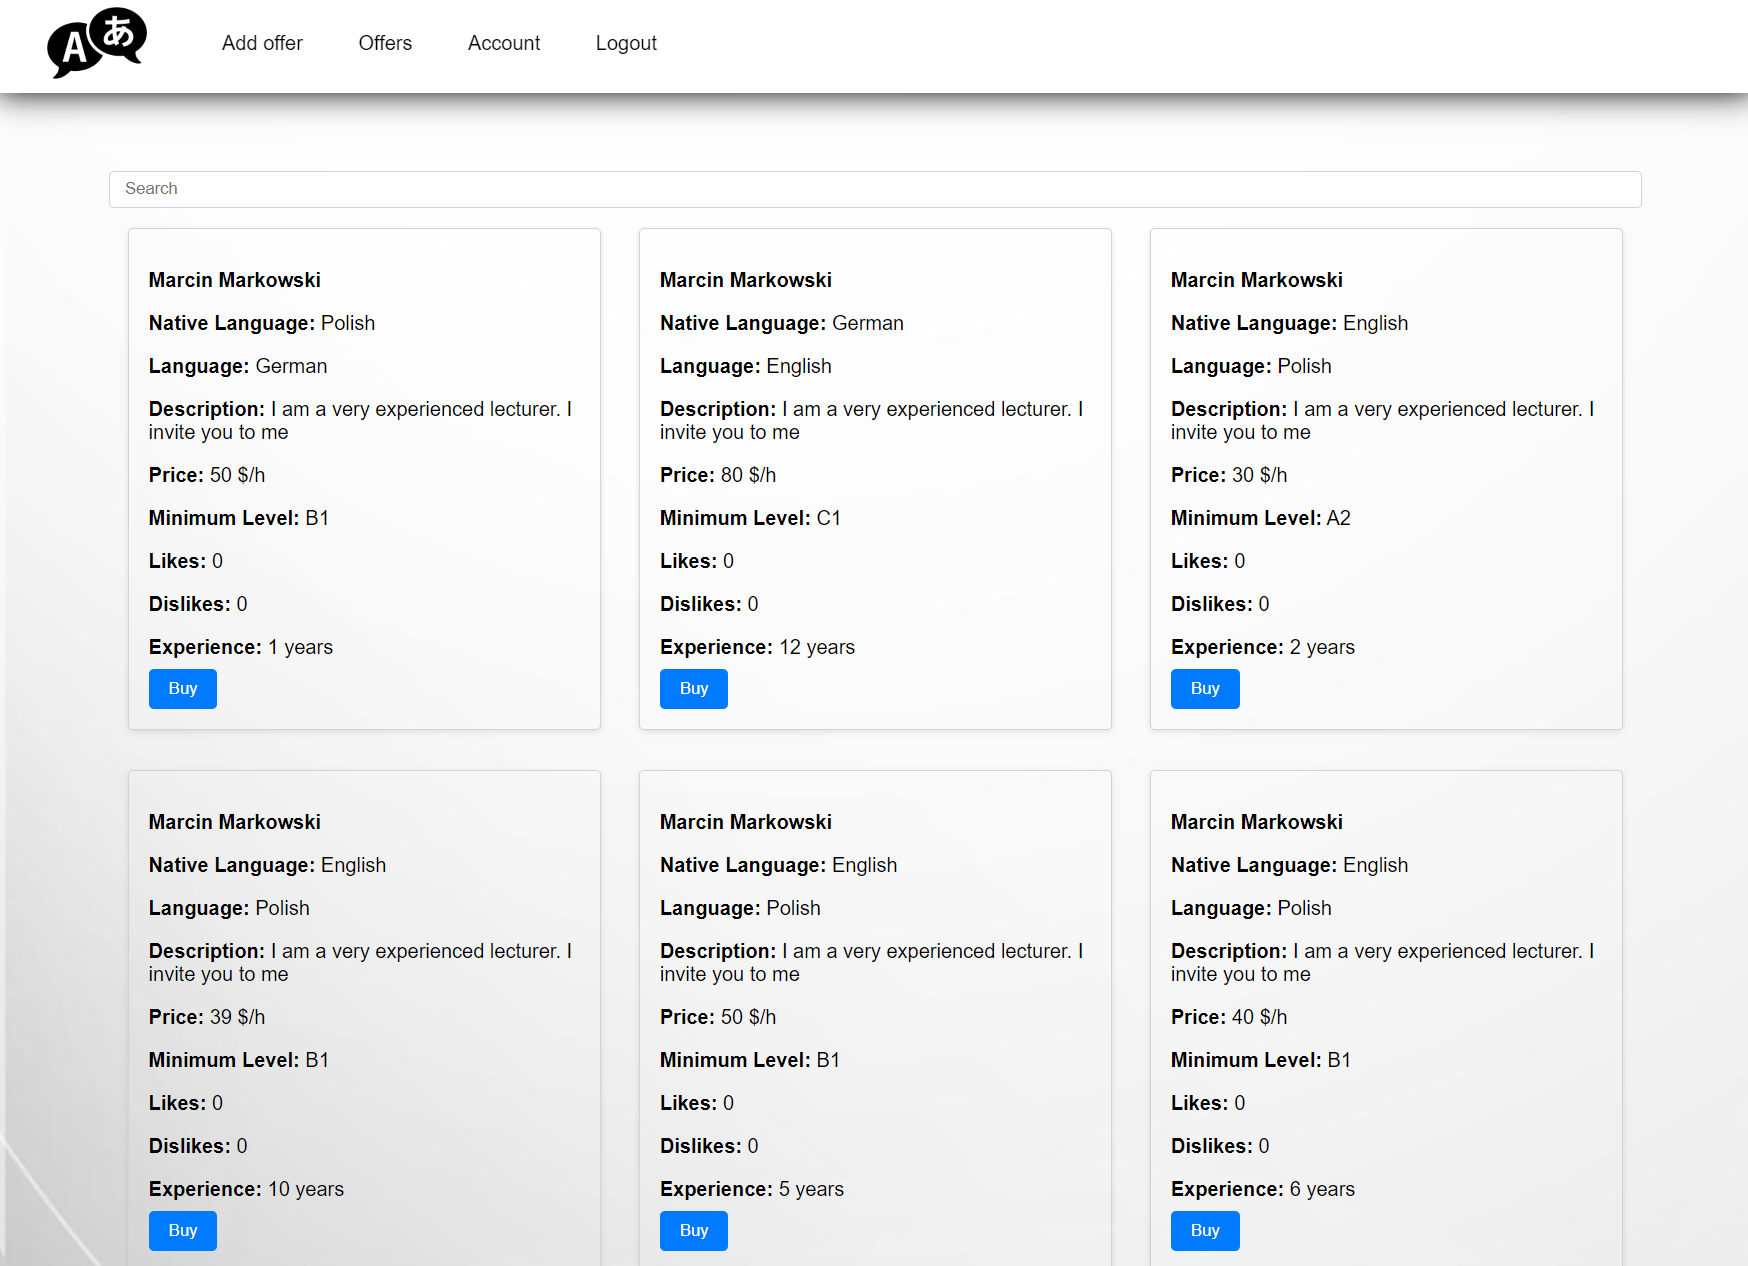 A あ
Add offer
Offers
Account
Logout
Search
Marcin Markowski
Native Language: Polish
Language: German
Description: I am a very experienced lecturer. I
invite you to me
Price: 50 $/h
Minimum Level: B1
Likes: 0
Dislikes: 0
Experience: 1 years
Buy
Marcin Markowski
Native Language: German
Language: English
Description: I am a very experienced lecturer. I
invite you to me
Price: 80 $/h
Minimum Level: C1
Likes: 0
Dislikes: 0
Experience: 12 years
Buy
Marcin Markowski
Native Language: English
Language: Polish
Description: I am a very experienced lecturer. I
invite you to me
Price: 30 $/h
Minimum Level: A2
Likes: 0
Dislikes: 0
Experience: 2 years
Buy
Marcin Markowski
Native Language: English
Language: Polish
Description: I am a very experienced lecturer. I
invite you to me
Price: 39 $/h
Minimum Level: B1
Likes: 0
Dislikes: 0
Experience: 10 years
Buy
Marcin Markowski
Native Language: English
Language: Polish
Description: I am a very experienced lecturer. I
invite you to me
Price: 50 $/h
Minimum Level: B1
Likes: 0
Dislikes: 0
Experience: 5 years
Buy
Marcin Markowski
Native Language: English
Language: Polish
Description: I am a very experienced lecturer. I
invite you to me
Price: 40 $/h
Minimum Level: B1
Likes: 0
Dislikes: 0
Experience: 6 years
Buy